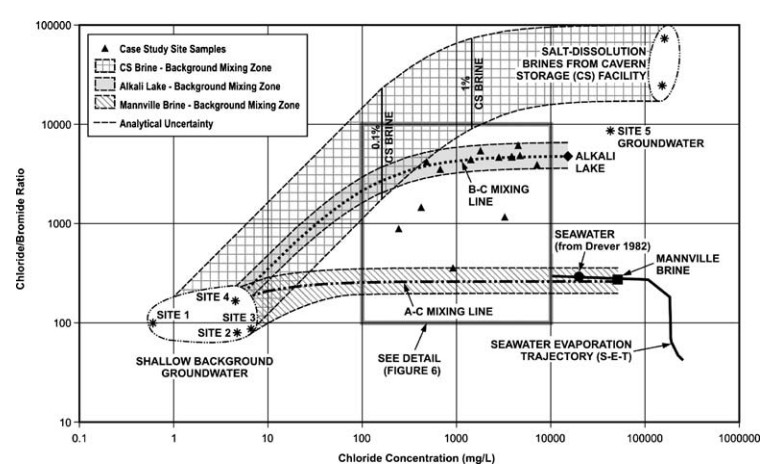 100000
10000
1000
100
10
Chloride/Bromide Ratio
Case Study Site Samples
CS Brine - Background Mixing Zone
Alkali Lake - Background Mixing Zone
Mannville Brine - Background Mixing Zone
Analytical Uncertainty
0.1%
CS BRINE
1%
CS BRINE
SALT-DISSOLUTION
BRINES FROM CAVERN
STORAGE (CS) FACILITY
SITE 5
GROUNDWATER
ALKALI
LAKE
B-C MIXING
LINE
SEAWATER
(from Drever 1982)
MANNVILLE
BRINE
SITE 4
SITE 1
SITE 3
SITE 2
A-C MIXING LINE
SHALLOW BACKGROUND
GROUNDWATER
SEE DETAIL
(FIGURE 6)
SEAWATER EVAPORATION
TRAJECTORY (S-E-T)
0.1
1
10
100
1000
10000
100000
1000000
Chloride Concentration (mg/L)